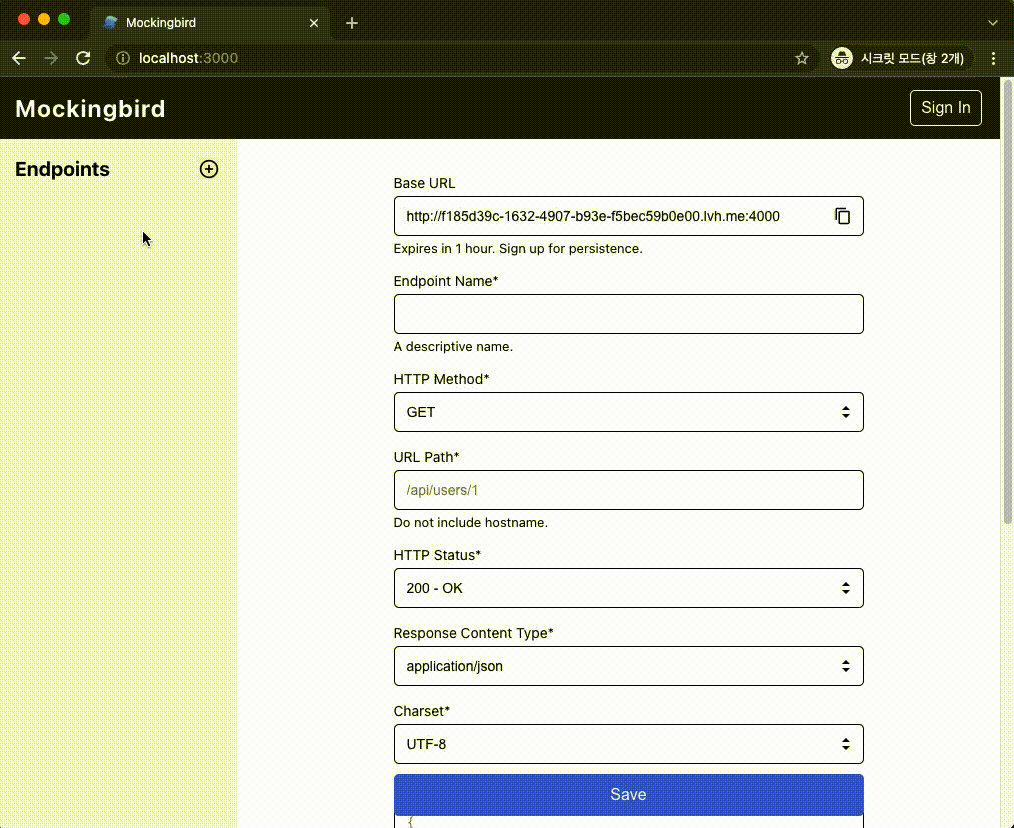 Mockingbird
localhost:3000
시크릿 모드(창 2개)
Mockingbird
Sign In
Endpoints
Base URL
http://f185d39c-1632-4907-b93e-f5bec59b0e00.lvh.me:4000
Expires in 1 hour. Sign up for persistence.
Endpoint Name*
A descriptive name.
HTTP Method*
GET
URL Path*
/api/users/1
Do not include hostname.
HTTP Status*
200 - OK
Response Content Type*
application/json
Charset*
UTF-8
Save
{